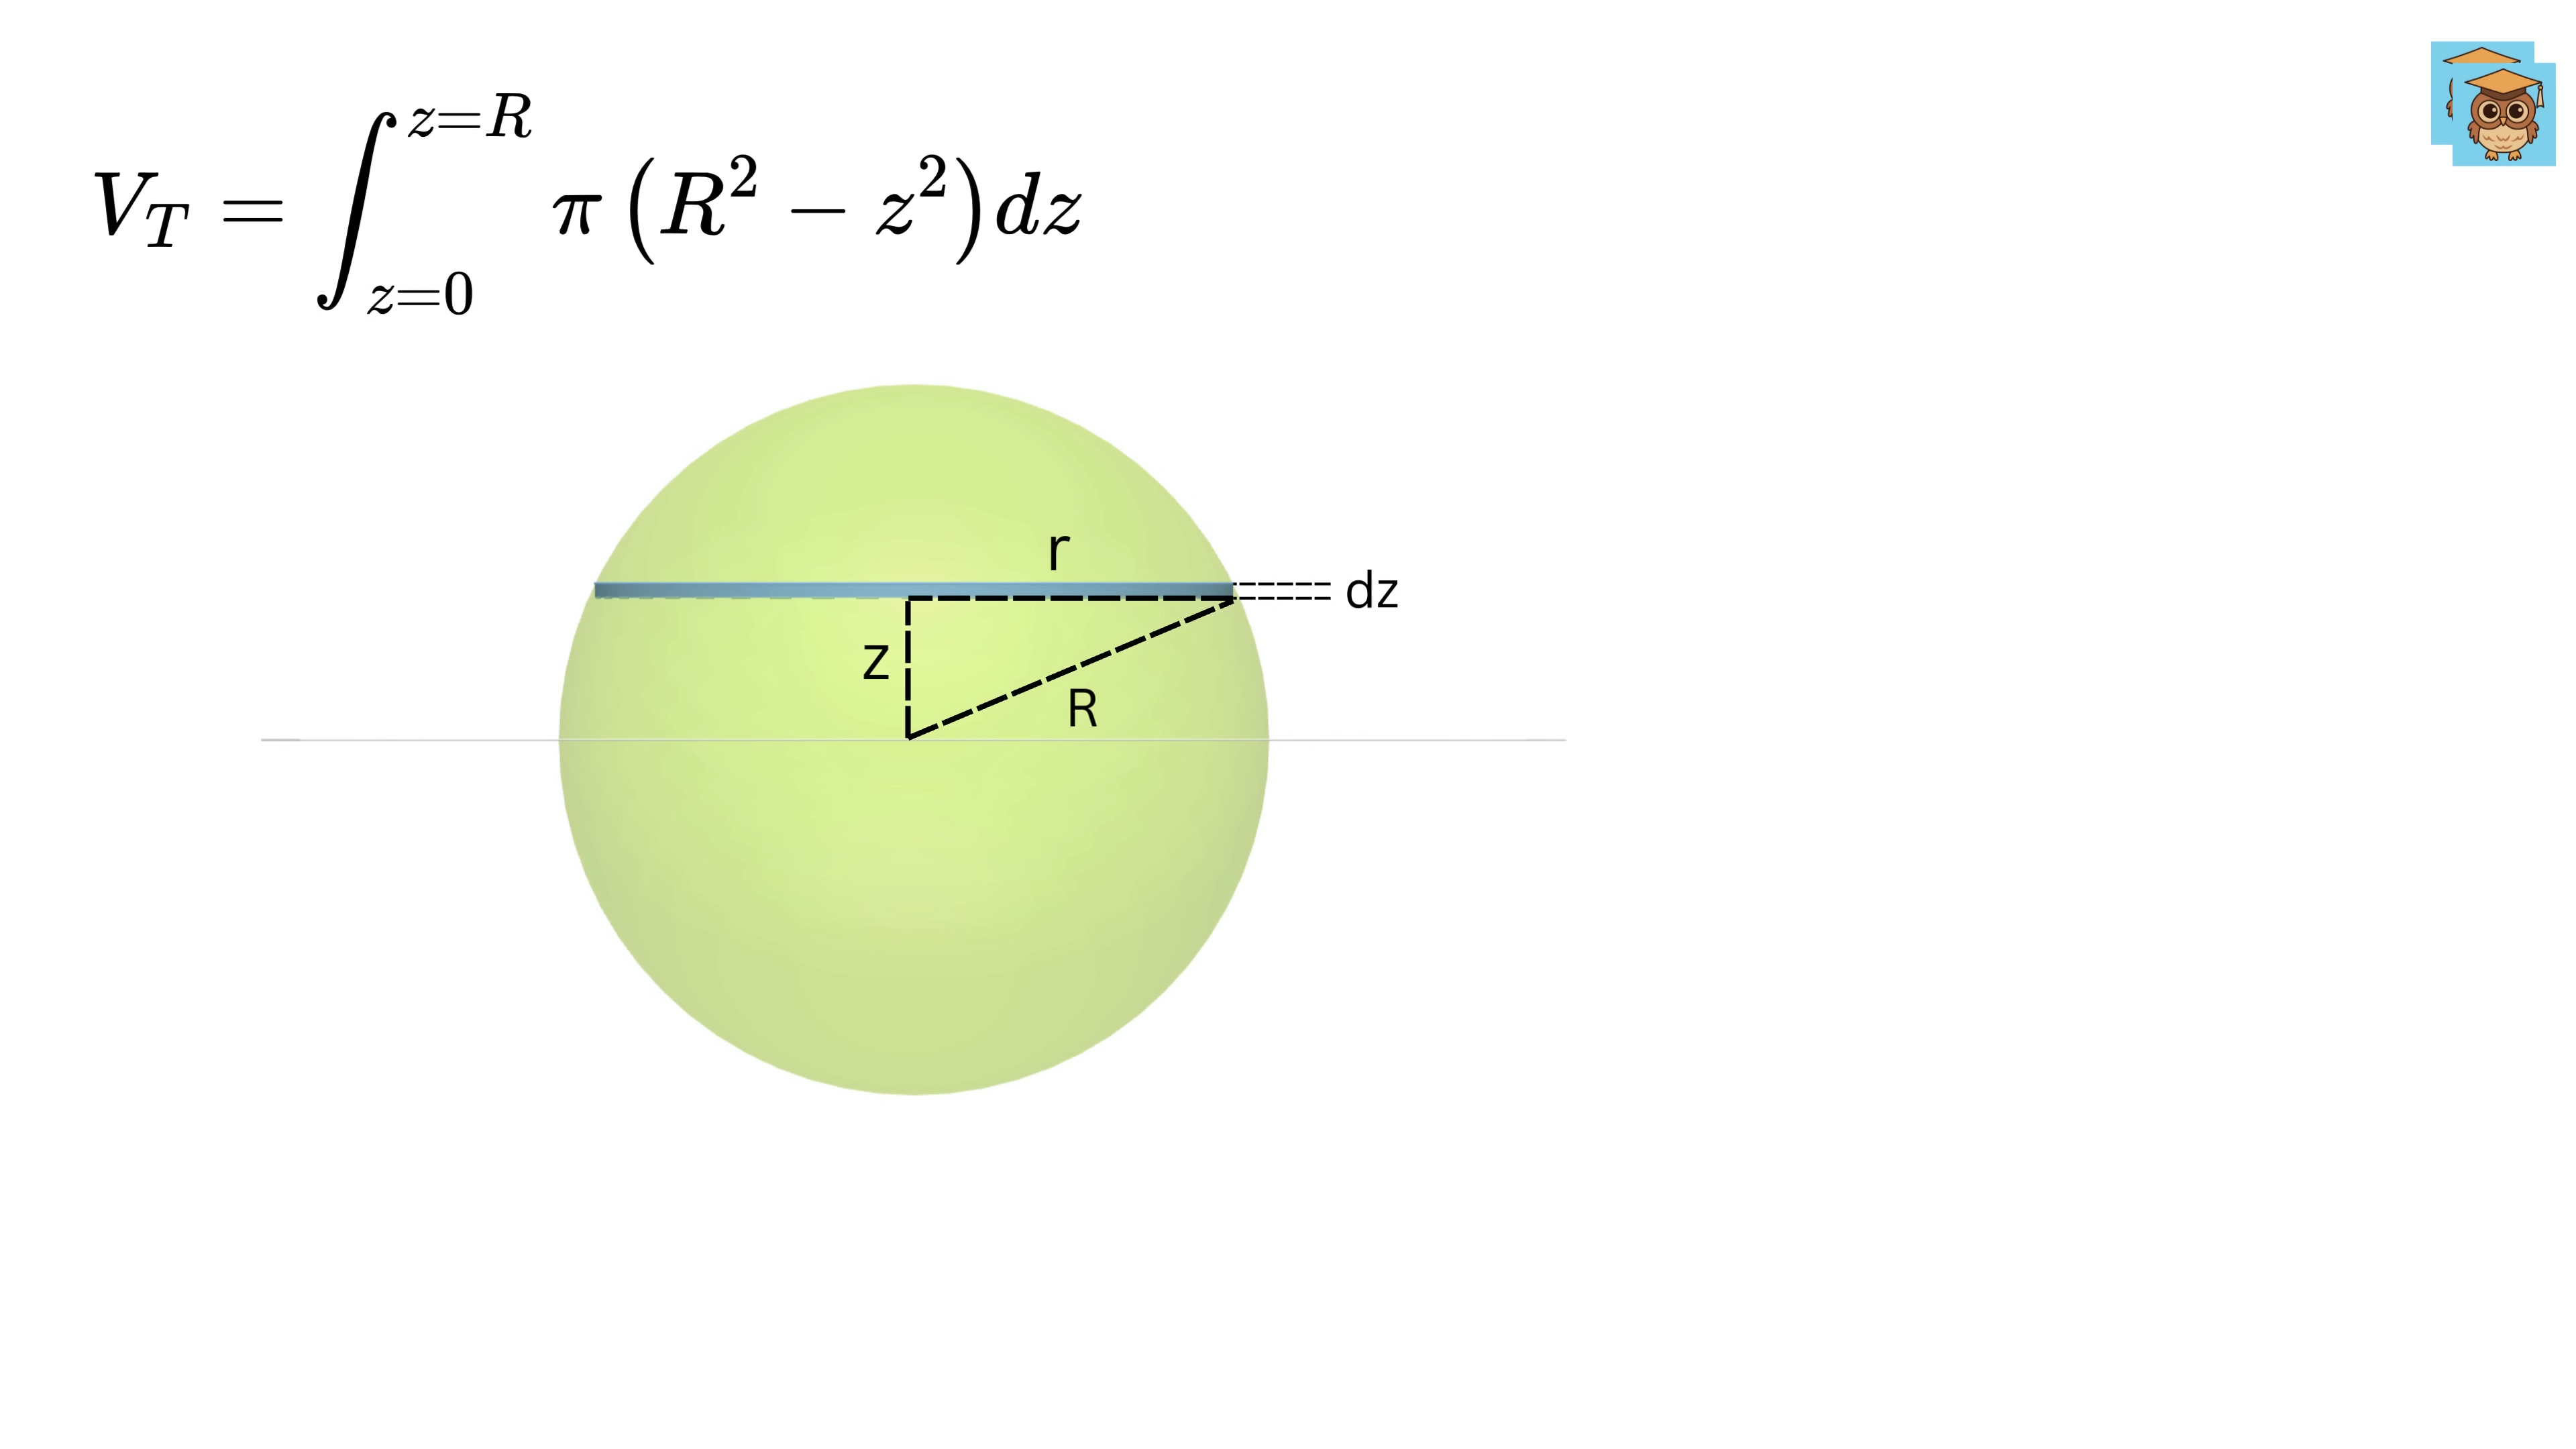 V_T = ∫_{z=0}^{z=R} π (R² − z²) dz
r
dz
z
R